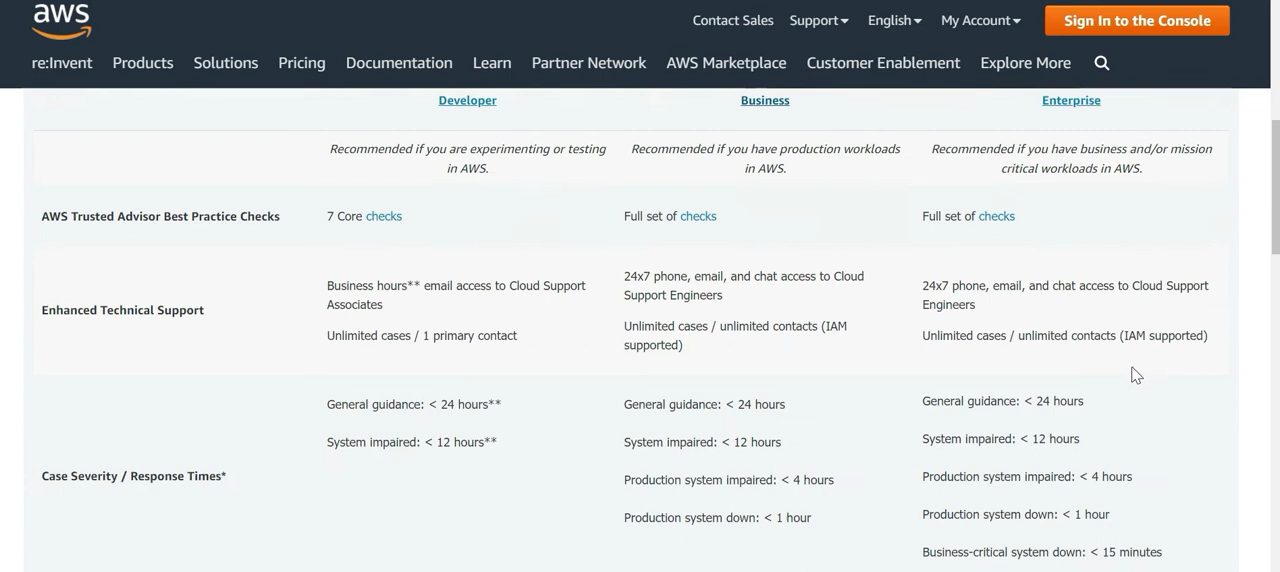 aws
Contact Sales Support English My Account Sign In to the Console
re:Invent Products Solutions Pricing Documentation Learn Partner Network AWS Marketplace Customer Enablement Explore More
Developer Business Enterprise
Recommended if you are experimenting or testing
in AWS.
Recommended if you have production workloads
in AWS.
Recommended if you have business and/or mission
critical workloads in AWS.
AWS Trusted Advisor Best Practice Checks
7 Core checks
Full set of checks
Full set of checks
Enhanced Technical Support
Business hours** email access to Cloud Support
Associates
Unlimited cases / 1 primary contact
24x7 phone, email, and chat access to Cloud
Support Engineers
Unlimited cases / unlimited contacts (IAM
supported)
24x7 phone, email, and chat access to Cloud Support
Engineers
Unlimited cases / unlimited contacts (IAM supported)
Case Severity / Response Times*
General guidance: < 24 hours**
System impaired: < 12 hours**
General guidance: < 24 hours
System impaired: < 12 hours
Production system impaired: < 4 hours
Production system down: < 1 hour
General guidance: < 24 hours
System impaired: < 12 hours
Production system impaired: < 4 hours
Production system down: < 1 hour
Business-critical system down: < 15 minutes